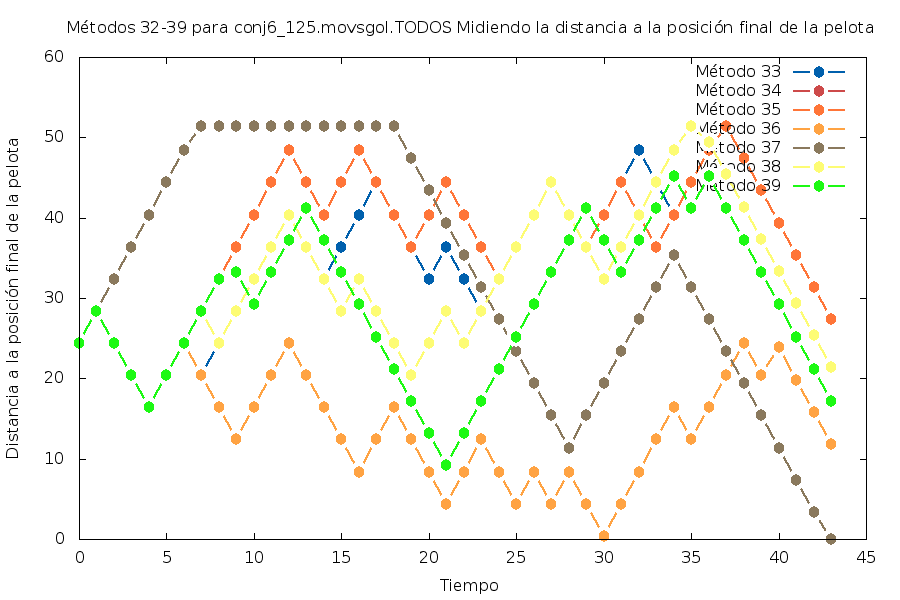 Métodos 32-39 para conj6_125.movsgol.TODOS Midiendo la distancia a la posición final de la pelota
Distancia a la posición final de la pelota
60
50
40
30
20
10
0
0 5 10 15 20 25 30 35 40 45
Tiempo
Método 33
Método 34
Método 35
Método 36
Método 37
Método 38
Método 39